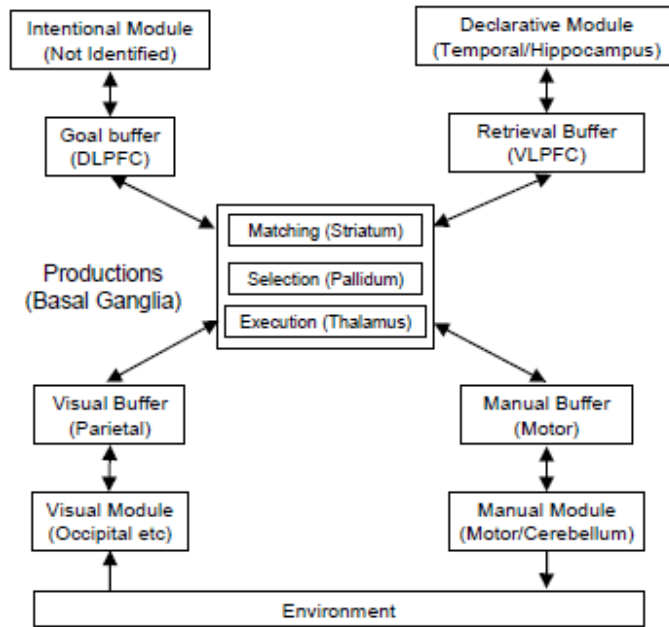 Intentional Module
(Not Identified)
Declarative Module
(Temporal/Hippocampus)
Goal buffer
(DLPFC)
Retrieval Buffer
(VLPFC)
Matching (Striatum)
Productions
(Basal Ganglia)
Selection (Pallidum)
Execution (Thalamus)
Visual Buffer
(Parietal)
Manual Buffer
(Motor)
Visual Module
(Occipital etc)
Manual Module
(Motor/Cerebellum)
Environment